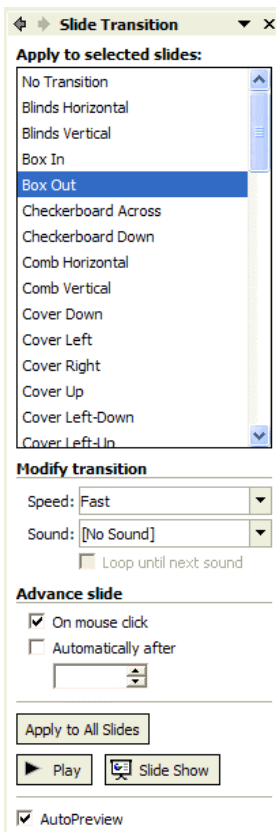 Slide Transition
Apply to selected slides:
No Transition
Blinds Horizontal
Blinds Vertical
Box In
Box Out
Checkerboard Across
Checkerboard Down
Comb Horizontal
Comb Vertical
Cover Down
Cover Left
Cover Right
Cover Up
Cover Left-Down
Cover Left-Up
Modify transition
Speed: Fast
Sound: [No Sound]
Loop until next sound
Advance slide
On mouse click
Automatically after
Apply to All Slides
Play Slide Show
AutoPreview